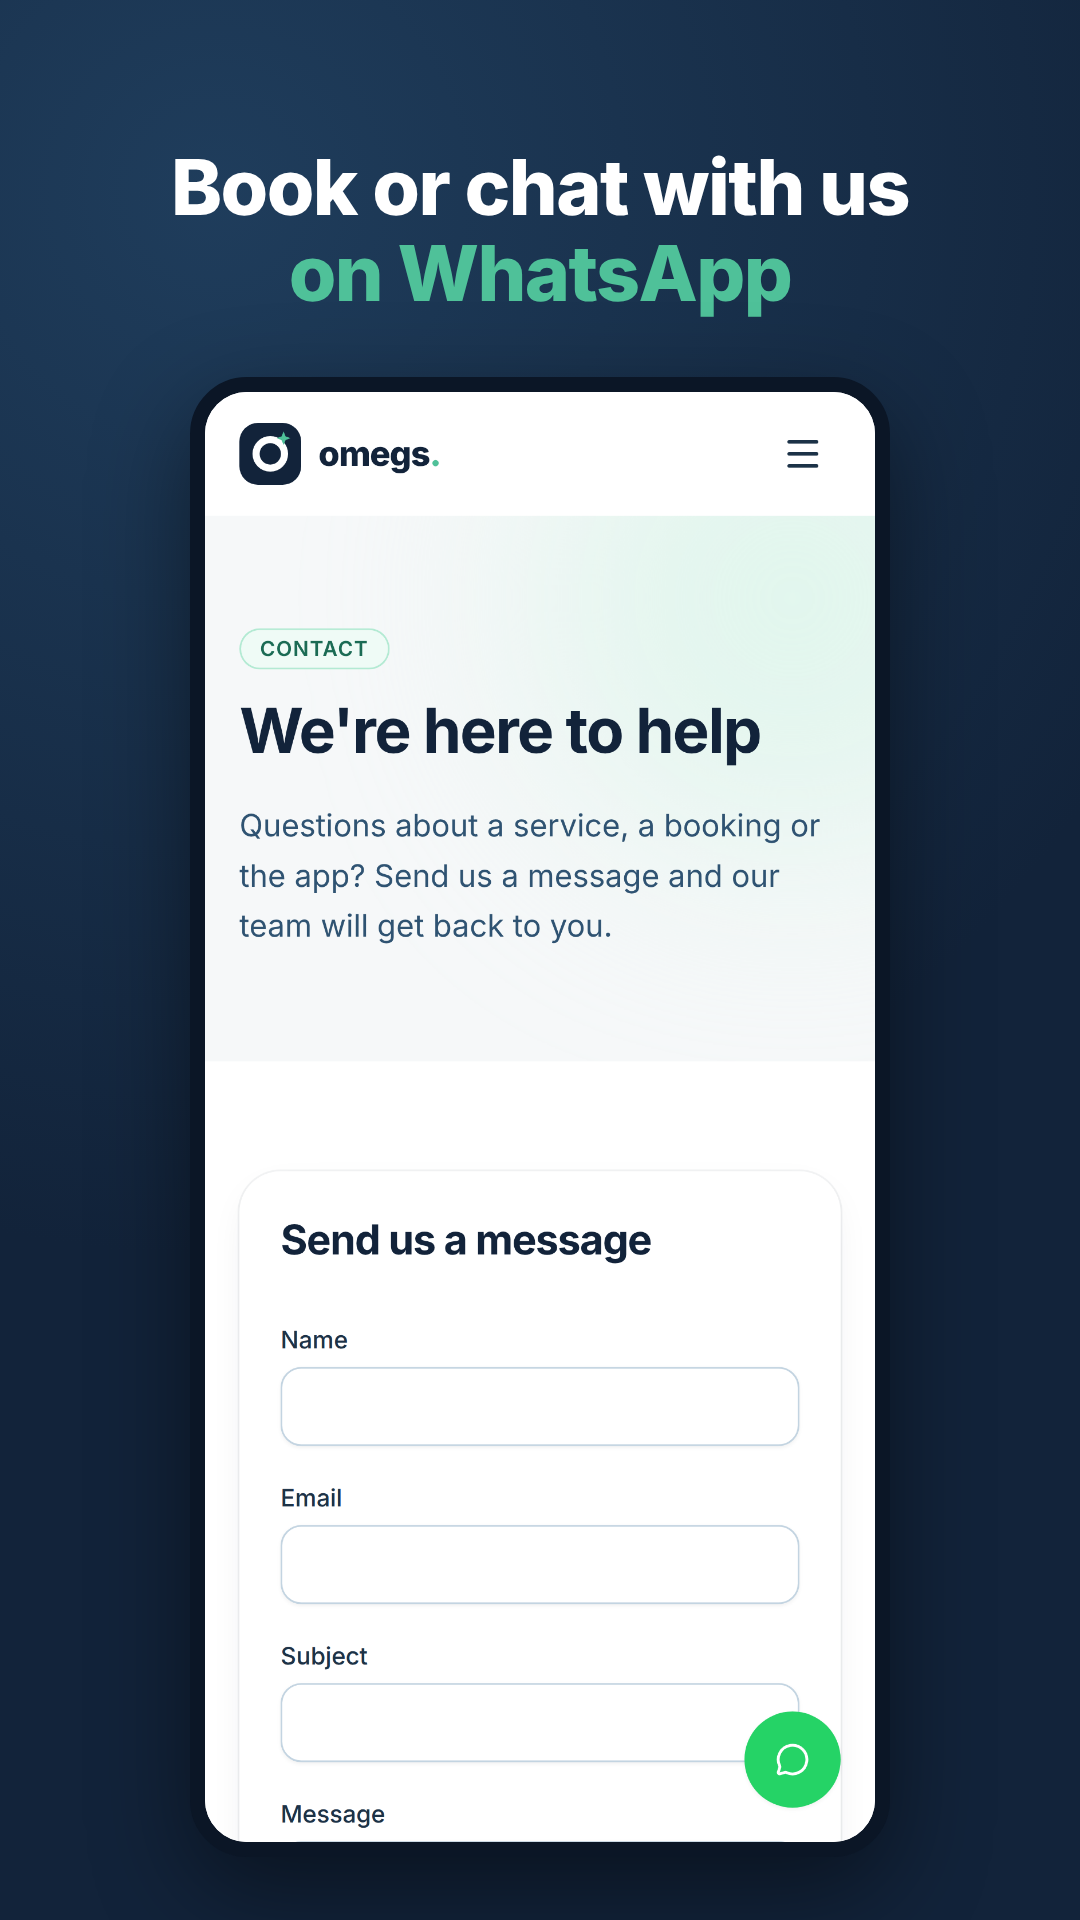 Book or chat with us
on WhatsApp
omegs.
CONTACT
We're here to help
Questions about a service, a booking or
the app? Send us a message and our
team will get back to you.
Send us a message
Name
Email
Subject
Message